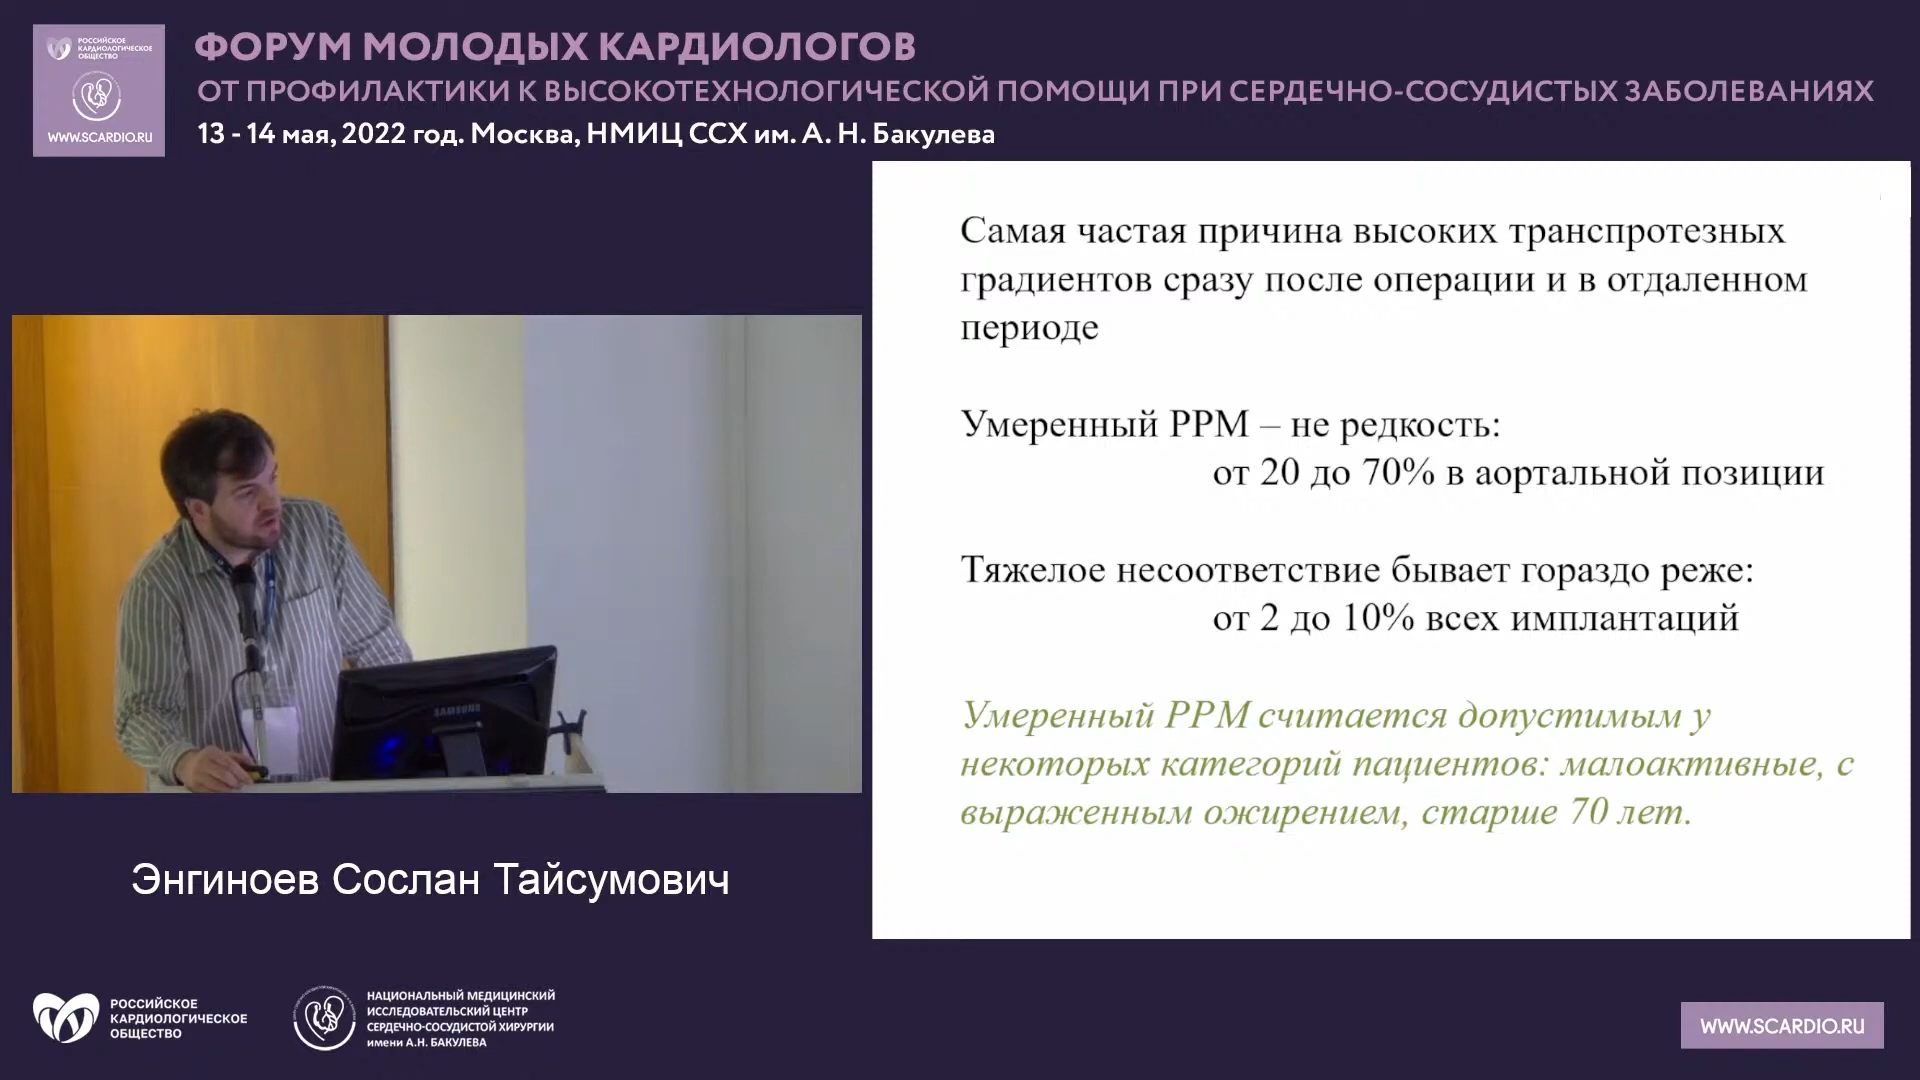 РОССИЙСКОЕ
КАРДИОЛОГИЧЕСКОЕ
ОБЩЕСТВО
WWW.SCARDIO.RU
ФОРУМ МОЛОДЫХ КАРДИОЛОГОВ
ОТ ПРОФИЛАКТИКИ К ВЫСОКОТЕХНОЛОГИЧЕСКОЙ ПОМОЩИ ПРИ СЕРДЕЧНО-СОСУДИСТЫХ ЗАБОЛЕВАНИЯХ
13 - 14 мая, 2022 год. Москва, НМИЦ ССХ им. А. Н. Бакулева
Самая частая причина высоких транспротезных
градиентов сразу после операции и в отдаленном
периоде
Умеренный PPM – не редкость:
от 20 до 70% в аортальной позиции
Тяжелое несоответствие бывает гораздо реже:
от 2 до 10% всех имплантаций
Умеренный PPM считается допустимым у
некоторых категорий пациентов: малоактивные, с
выраженным ожирением, старше 70 лет.
SAMSUNG
Энгиноев Сослан Тайсумович
РОССИЙСКОЕ
КАРДИОЛОГИЧЕСКОЕ
ОБЩЕСТВО
НАЦИОНАЛЬНЫЙ МЕДИЦИНСКИЙ
ИССЛЕДОВАТЕЛЬСКИЙ ЦЕНТР
СЕРДЕЧНО-СОСУДИСТОЙ ХИРУРГИИ
имени А.Н. БАКУЛЕВА
WWW.SCARDIO.RU